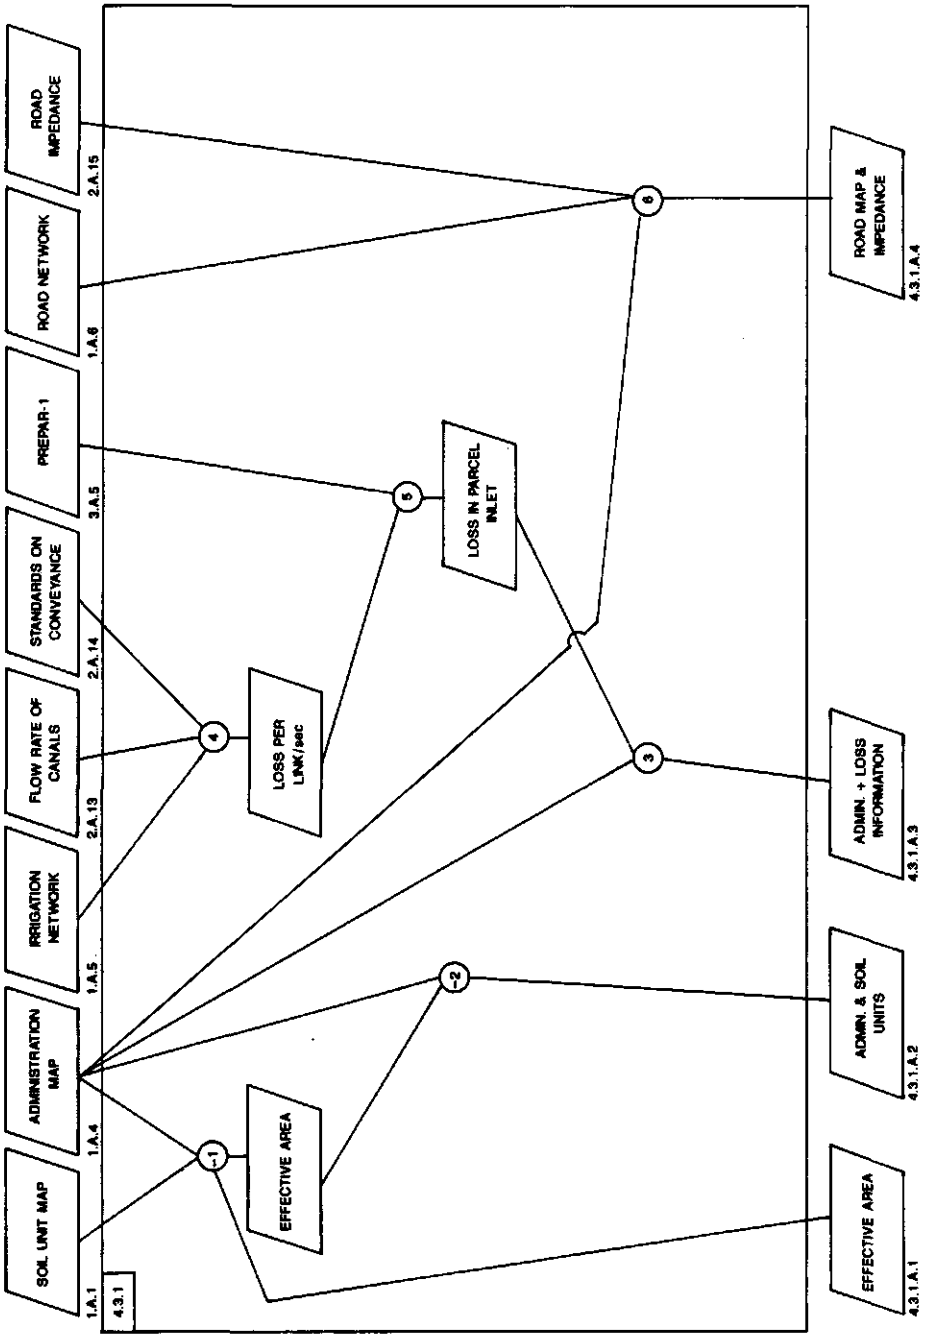 SOIL UNIT MAP
1.A.1
ADMINISTRATION
MAP
1.A.4
IRRIGATION
NETWORK
1.A.5
FLOW RATE OF
CANALS
2.A.13
STANDARDS ON
CONVEYANCE
2.A.14
PREPAR-1
3.A.5
ROAD NETWORK
1.A.6
ROAD
IMPEDANCE
2.A.15
4.3.1
-1
4
EFFECTIVE AREA
LOSS PER
LINK/sec
5
-2
LOSS IN PARCEL
INLET
3
6
EFFECTIVE AREA
4.3.1.A.1
ADMIN. & SOIL
UNITS
4.3.1.A.2
ADMIN. + LOSS
INFORMATION
4.3.1.A.3
ROAD MAP &
IMPEDANCE
4.3.1.A.4